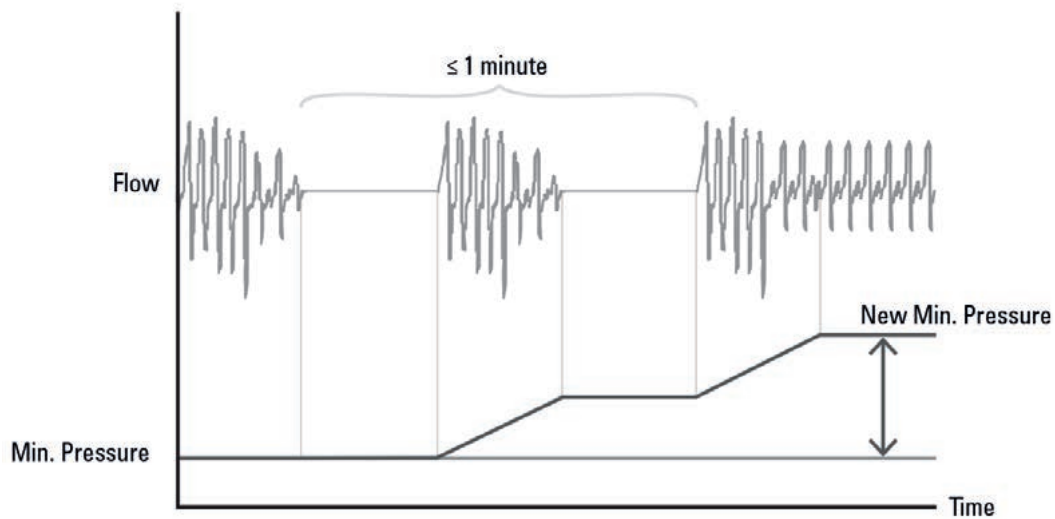 ≤ 1 minute
Flow
New Min. Pressure
Min. Pressure
Time